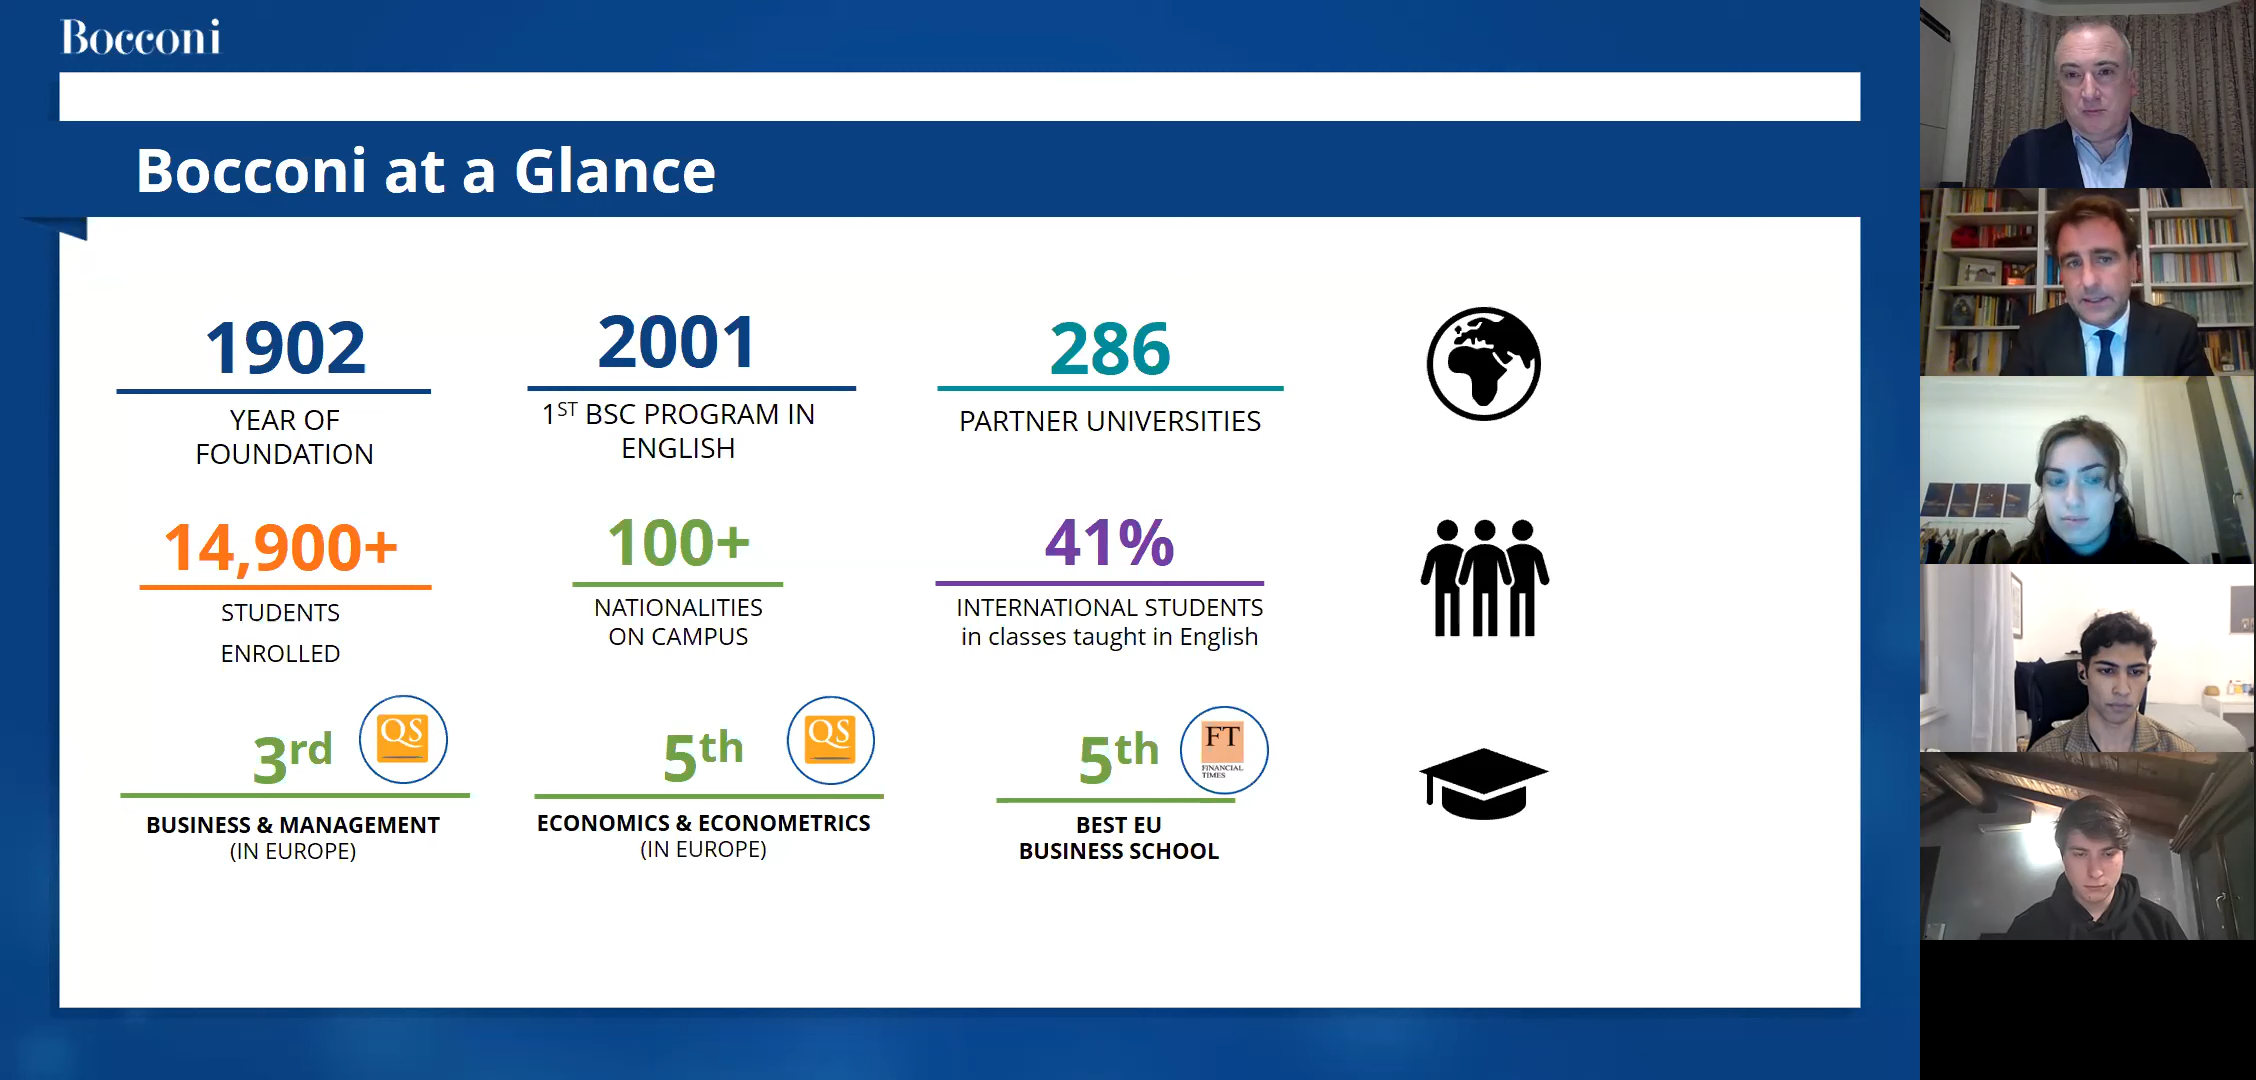 Bocconi
Bocconi at a Glance
1902
YEAR OF
FOUNDATION
2001
1ST BSC PROGRAM IN
ENGLISH
286
PARTNER UNIVERSITIES
14,900+
STUDENTS
ENROLLED
100+
NATIONALITIES
ON CAMPUS
41%
INTERNATIONAL STUDENTS
in classes taught in English
3rd
QS
BUSINESS & MANAGEMENT
(IN EUROPE)
5th
QS
ECONOMICS & ECONOMETRICS
(IN EUROPE)
5th
FT
FINANCIAL
TIMES
BEST EU
BUSINESS SCHOOL